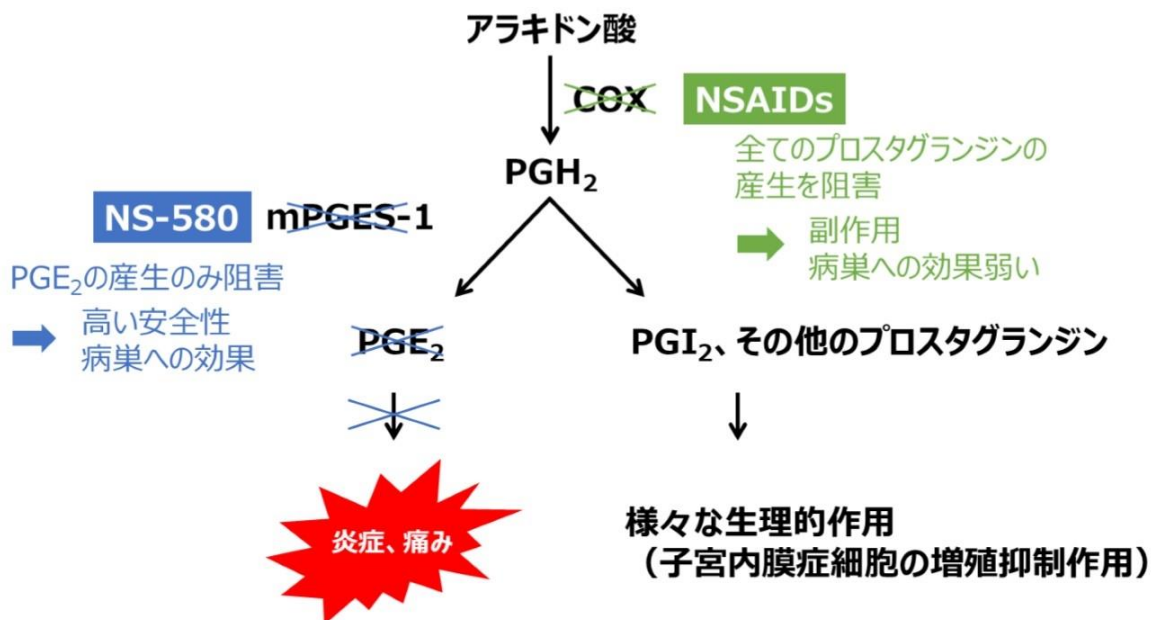 アラキドン酸
COX
NSAIDs
全てのプロスタグランジンの
産生を阻害
副作用
病巣への効果弱い
PGH₂
NS-580
mPGES-1
PGE₂の産生のみ阻害
高い安全性
病巣への効果
PGE₂
PGI₂、その他のプロスタグランジン
炎症、痛み
様々な生理的作用
（子宮内膜症細胞の増殖抑制作用）